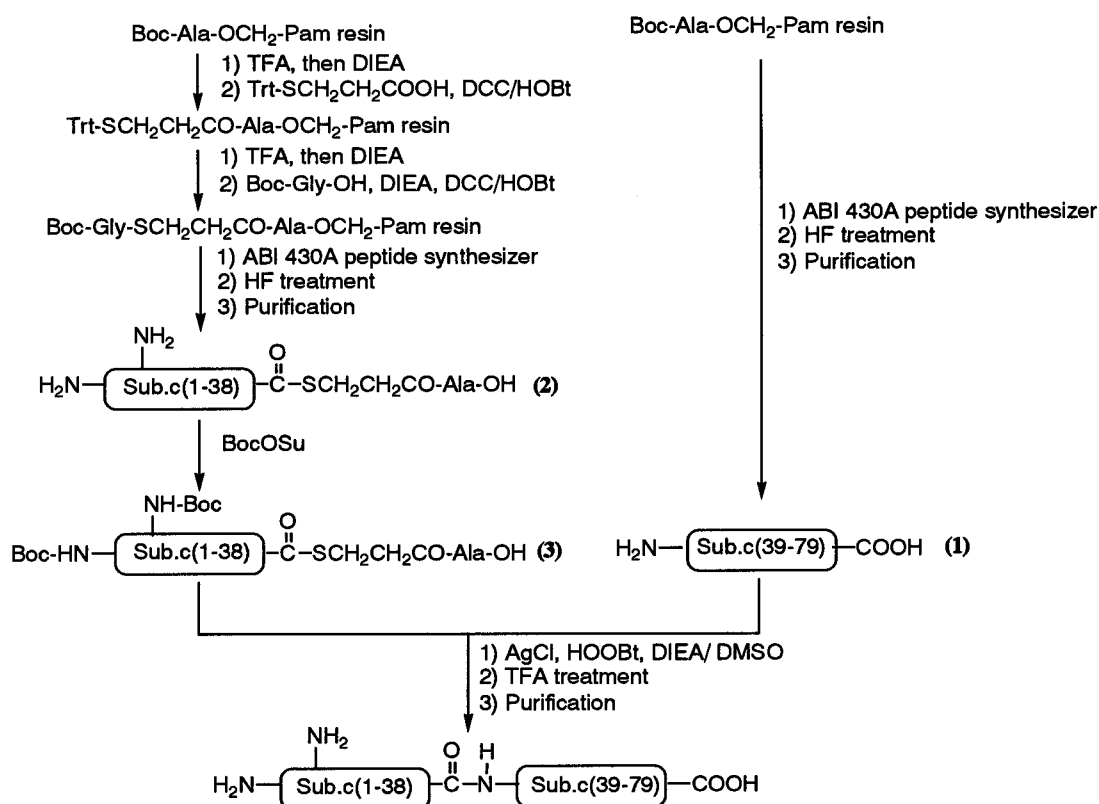 Boc-Ala-OCH2-Pam resin
1) TFA, then DIEA
2) Trt-SCH2CH2COOH, DCC/HOBt
Trt-SCH2CH2CO-Ala-OCH2-Pam resin
1) TFA, then DIEA
2) Boc-Gly-OH, DIEA, DCC/HOBt
Boc-Gly-SCH2CH2CO-Ala-OCH2-Pam resin
1) ABI 430A peptide synthesizer
2) HF treatment
3) Purification
NH2
O
H2N Sub.c(1-38) C SCH2CH2CO-Ala-OH (2)
BocOSu
NH-Boc
O
Boc-HN Sub.c(1-38) C SCH2CH2CO-Ala-OH (3)
Boc-Ala-OCH2-Pam resin
1) ABI 430A peptide synthesizer
2) HF treatment
3) Purification
H2N Sub.c(39-79) COOH (1)
1) AgCl, HOOBt, DIEA/ DMSO
2) TFA treatment
3) Purification
NH2
O H
H2N Sub.c(1-38) C N Sub.c(39-79) COOH